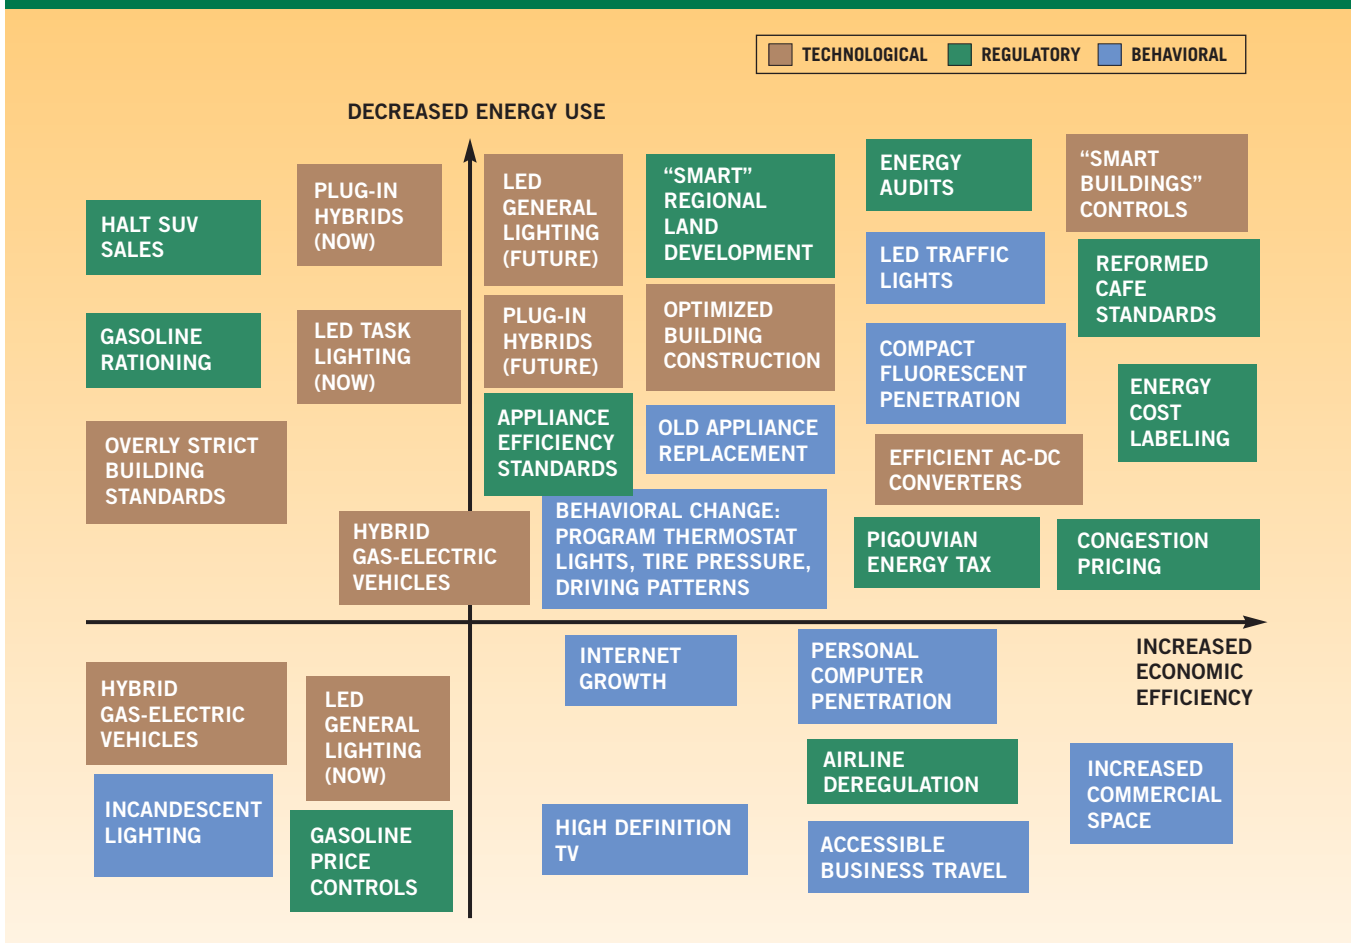 TECHNOLOGICAL REGULATORY BEHAVIORAL
DECREASED ENERGY USE
HALT SUV
SALES
PLUG-IN
HYBRIDS
(NOW)
LED
GENERAL
LIGHTING
(FUTURE)
“SMART”
REGIONAL
LAND
DEVELOPMENT
ENERGY
AUDITS
“SMART
BUILDINGS”
CONTROLS
LED TRAFFIC
LIGHTS
REFORMED
CAFE
STANDARDS
GASOLINE
RATIONING
LED TASK
LIGHTING
(NOW)
PLUG-IN
HYBRIDS
(FUTURE)
OPTIMIZED
BUILDING
CONSTRUCTION
COMPACT
FLUORESCENT
PENETRATION
ENERGY
COST
LABELING
OVERLY STRICT
BUILDING
STANDARDS
APPLIANCE
EFFICIENCY
STANDARDS
OLD APPLIANCE
REPLACEMENT
EFFICIENT AC-DC
CONVERTERS
HYBRID
GAS-ELECTRIC
VEHICLES
BEHAVIORAL CHANGE:
PROGRAM THERMOSTAT
LIGHTS, TIRE PRESSURE,
DRIVING PATTERNS
PIGOUVIAN
ENERGY TAX
CONGESTION
PRICING
INCREASED
ECONOMIC
EFFICIENCY
HYBRID
GAS-ELECTRIC
VEHICLES
LED
GENERAL
LIGHTING
(NOW)
INTERNET
GROWTH
PERSONAL
COMPUTER
PENETRATION
AIRLINE
DEREGULATION
INCREASED
COMMERCIAL
SPACE
INCANDESCENT
LIGHTING
GASOLINE
PRICE
CONTROLS
HIGH DEFINITION
TV
ACCESSIBLE
BUSINESS TRAVEL